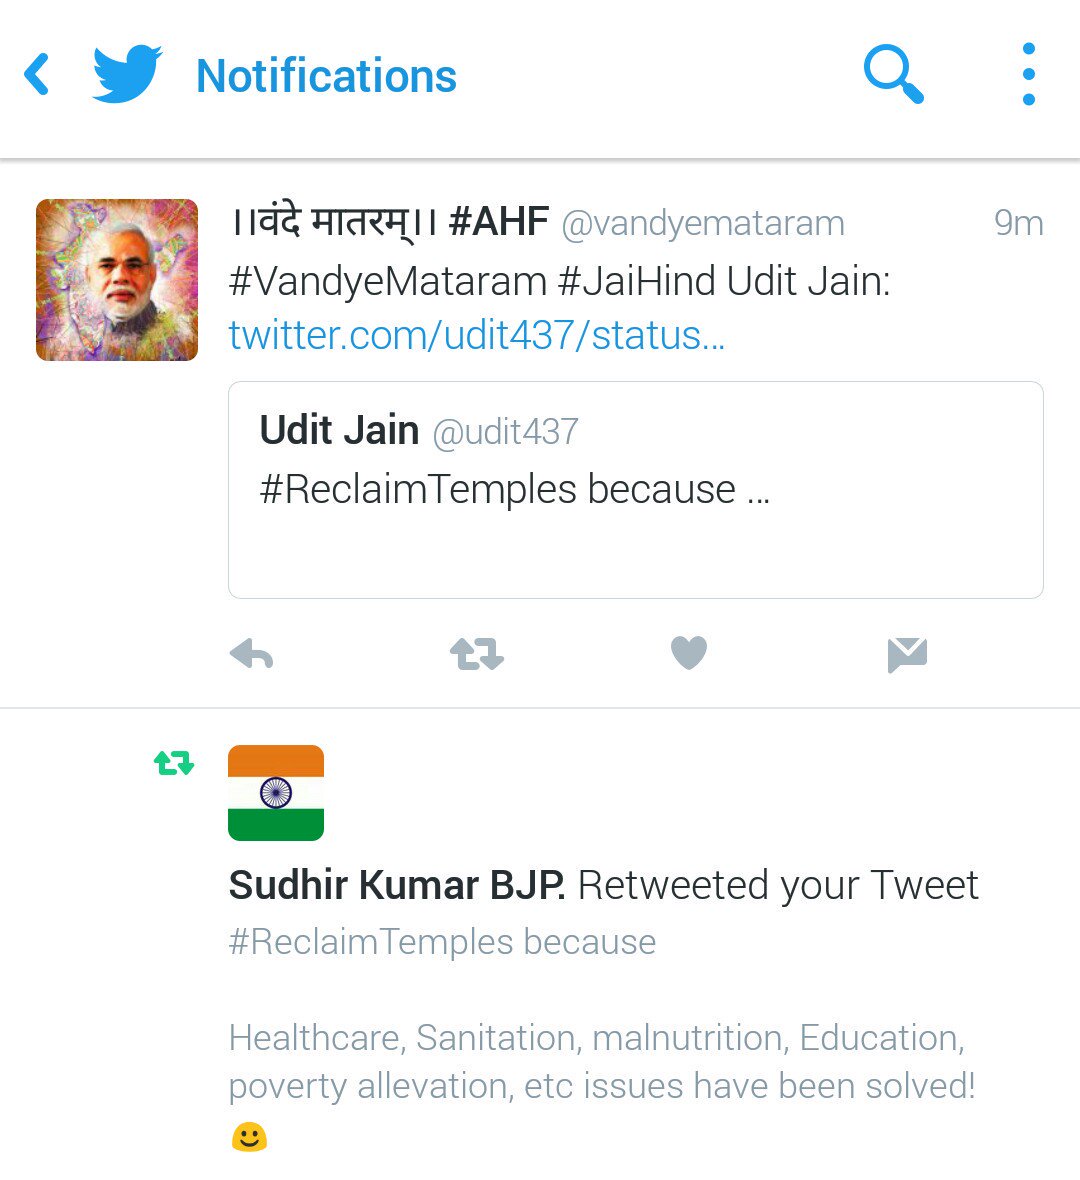 Notifications
।।वंदे मातरम्।। #AHF @vandyemataram 9m
#VandyeMataram #JaiHind Udit Jain:
twitter.com/udit437/status...
Udit Jain @udit437
#ReclaimTemples because ...
Sudhir Kumar BJP. Retweeted your Tweet
#ReclaimTemples because
Healthcare, Sanitation, malnutrition, Education,
poverty allevation, etc issues have been solved!
🙂